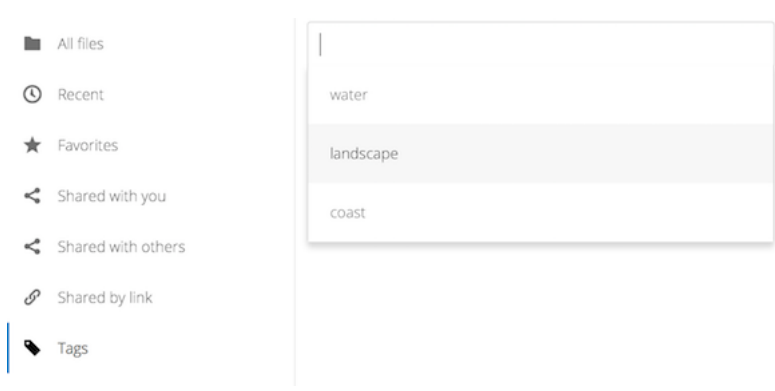 All files
Recent
Favorites
Shared with you
Shared with others
Shared by link
Tags
water
landscape
coast